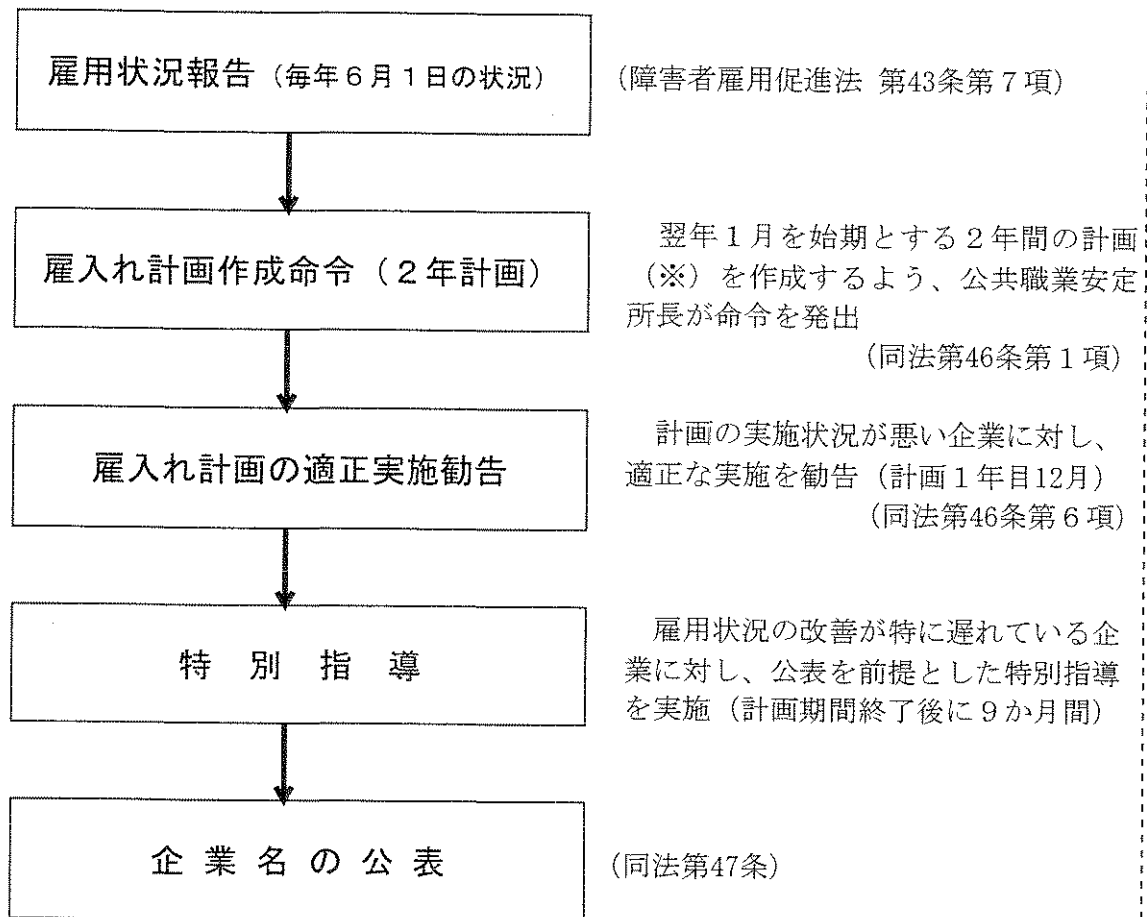 雇用状況報告（毎年６月１日の状況）
（障害者雇用促進法 第43条第７項）
雇入れ計画作成命令（２年計画）
翌年１月を始期とする２年間の計画
（※）を作成するよう、公共職業安定
所長が命令を発出
（同法第46条第１項）
雇入れ計画の適正実施勧告
計画の実施状況が悪い企業に対し、
適正な実施を勧告（計画１年目12月）
（同法第46条第６項）
特別指導
雇用状況の改善が特に遅れている企
業に対し、公表を前提とした特別指導
を実施（計画期間終了後に９か月間）
企業名の公表
（同法第47条）